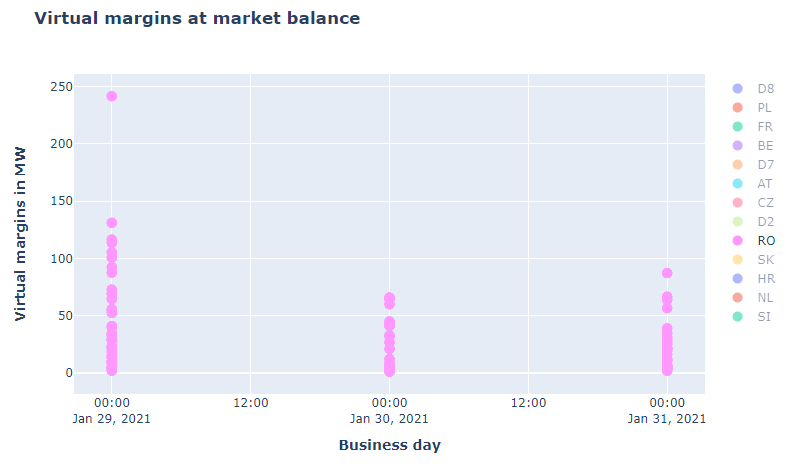 Virtual margins at market balance
Virtual margins in MW
250
200
150
100
50
0
00:00
Jan 29, 2021
12:00
00:00
Jan 30, 2021
12:00
00:00
Jan 31, 2021
Business day
D8
PL
FR
BE
D7
AT
CZ
D2
RO
SK
HR
NL
SI